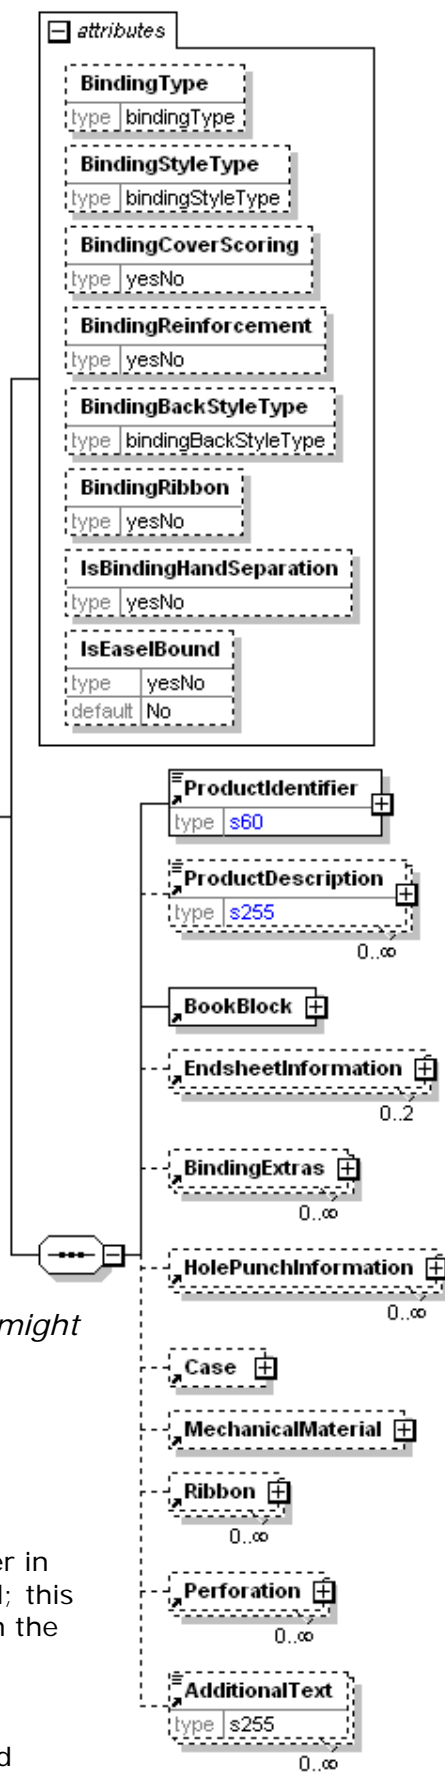 attributes
BindingType
type bindingType
BindingStyleType
type bindingStyleType
BindingCoverScoring
type yesNo
BindingReinforcement
type yesNo
BindingBackStyleType
type bindingBackStyleType
BindingRibbon
type yesNo
IsBindingHandSeparation
type yesNo
IsEaselBound
type yesNo
default No
ProductIdentifier
type s60
ProductDescription
type s255
0..∞
BookBlock
EndsheetInformation
0..2
BindingExtras
0..∞
HolePunchInformation
0..∞
might
Case
MechanicalMaterial
Ribbon
0..∞
er in
; this
Perforation
n the
0..∞
AdditionalText
type s255
d
0..∞